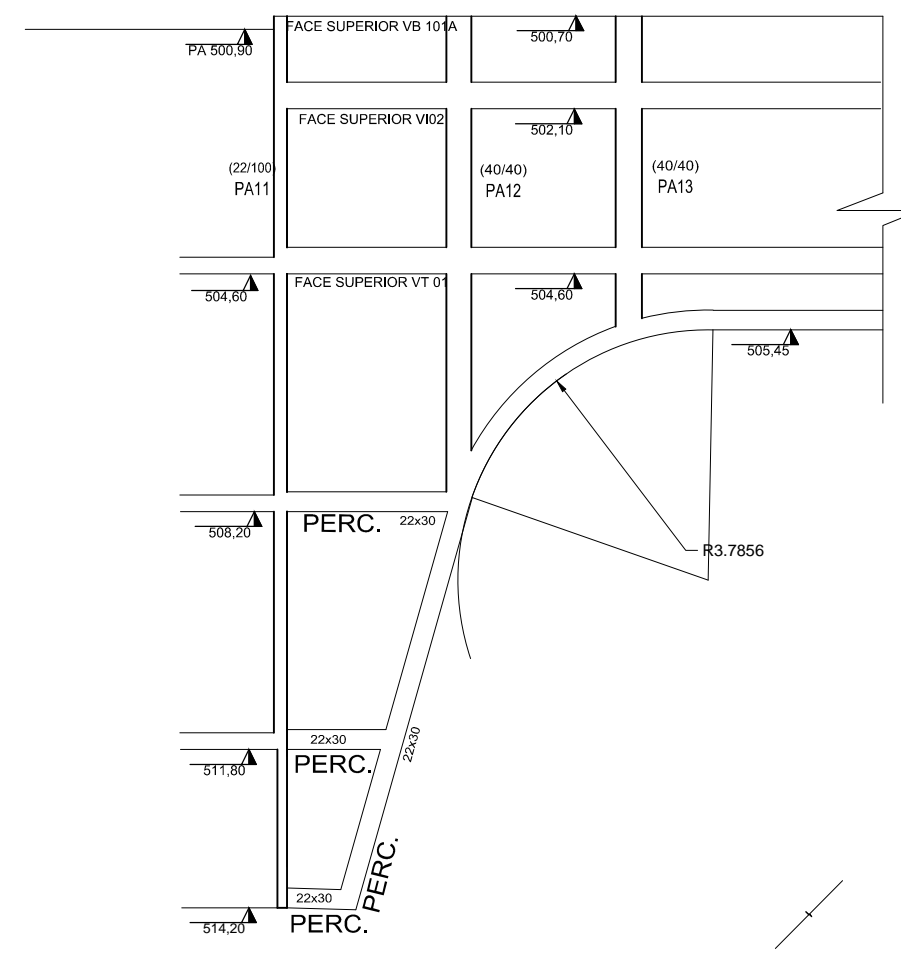 FACE SUPERIOR VB 101A
PA 500,90
500,70
FACE SUPERIOR VI02
502,10
(22/100)
PA11
(40/40)
PA12
(40/40)
PA13
FACE SUPERIOR VT 01
504,60
504,60
505,45
PERC.
22x30
508,20
R3.7856
22x30
22x30
PERC.
511,80
PERC.
22x30
514,20
PERC.